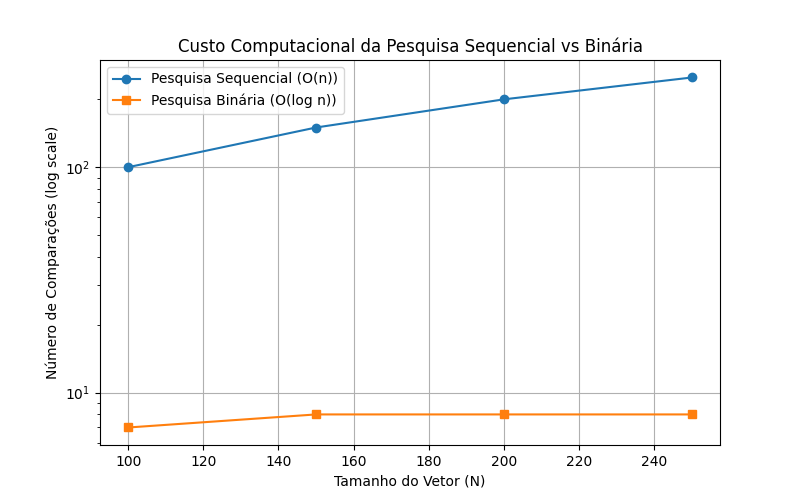 Custo Computacional da Pesquisa Sequencial vs Binária
Pesquisa Sequencial (O(n))
Pesquisa Binária (O(log n))
Número de Comparações (log scale)
10²
10¹
100 120 140 160 180 200 220 240
Tamanho do Vetor (N)